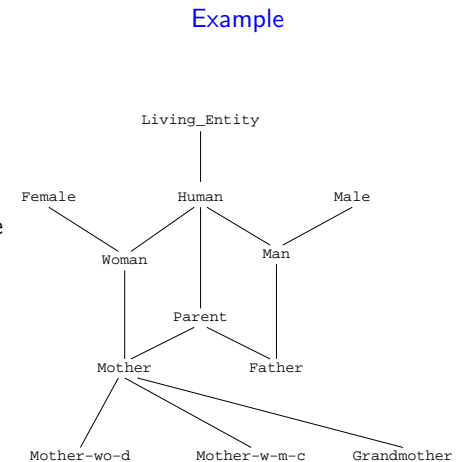 Example
Living_Entity
Female Human Male
e
Woman Man
Parent
Mother Father
Mother-wo-d Mother-w-m-c Grandmother